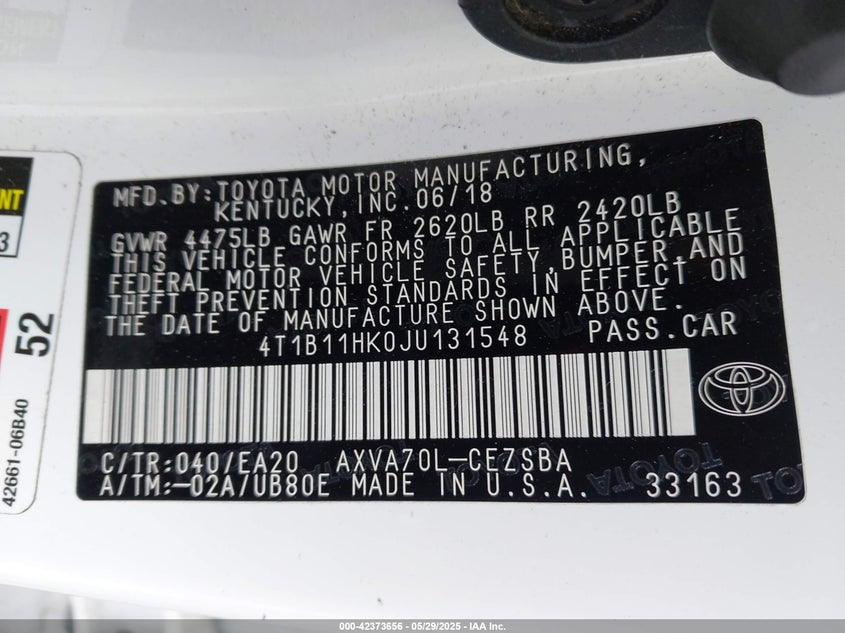 MFD.BY:TOYOTA MOTOR MANUFACTURING,
KENTUCKY,INC.06/18
GVWR 4475LB GAWR FR 2620LB RR 2420LB
THIS VEHICLE CONFORMS TO ALL APPLICABLE
FEDERAL MOTOR VEHICLE SAFETY,BUMPER,AND
THEFT PREVENTION STANDARDS IN EFFECT ON
THE DATE OF MANUFACTURE SHOWN ABOVE.
4T1B11HK0JU131548 PASS.CAR
C/TR:040/EA20 AXVA70L-CEZSBA
A/TM:-02A/UB80E MADE IN U.S.A. 33163
TOYOTA
52
42661-06B40
000-42373656 - 05/29/2025 - IAA Inc.